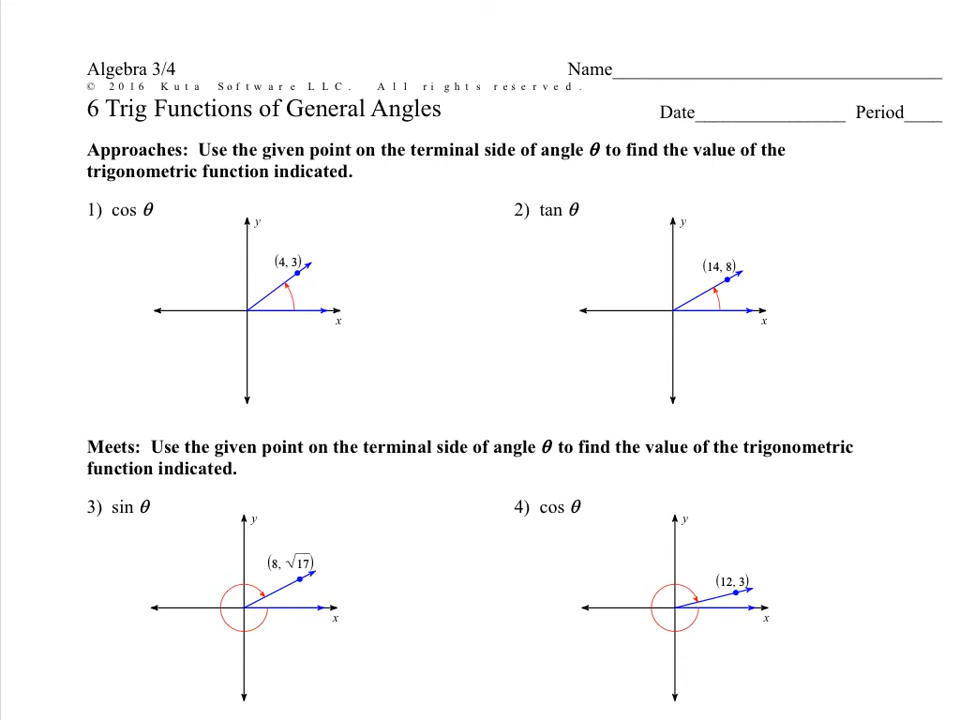 Algebra 3/4
Name
© 2016 Kuta Software LLC. All rights reserved.
6 Trig Functions of General Angles
Date Period
Approaches: Use the given point on the terminal side of angle θ to find the value of the
trigonometric function indicated.
1) cos θ
y
(4, 3)
x
2) tan θ
y
(14, 8)
x
Meets: Use the given point on the terminal side of angle θ to find the value of the trigonometric
function indicated.
3) sin θ
y
(8, √17)
x
4) cos θ
y
(12, 3)
x